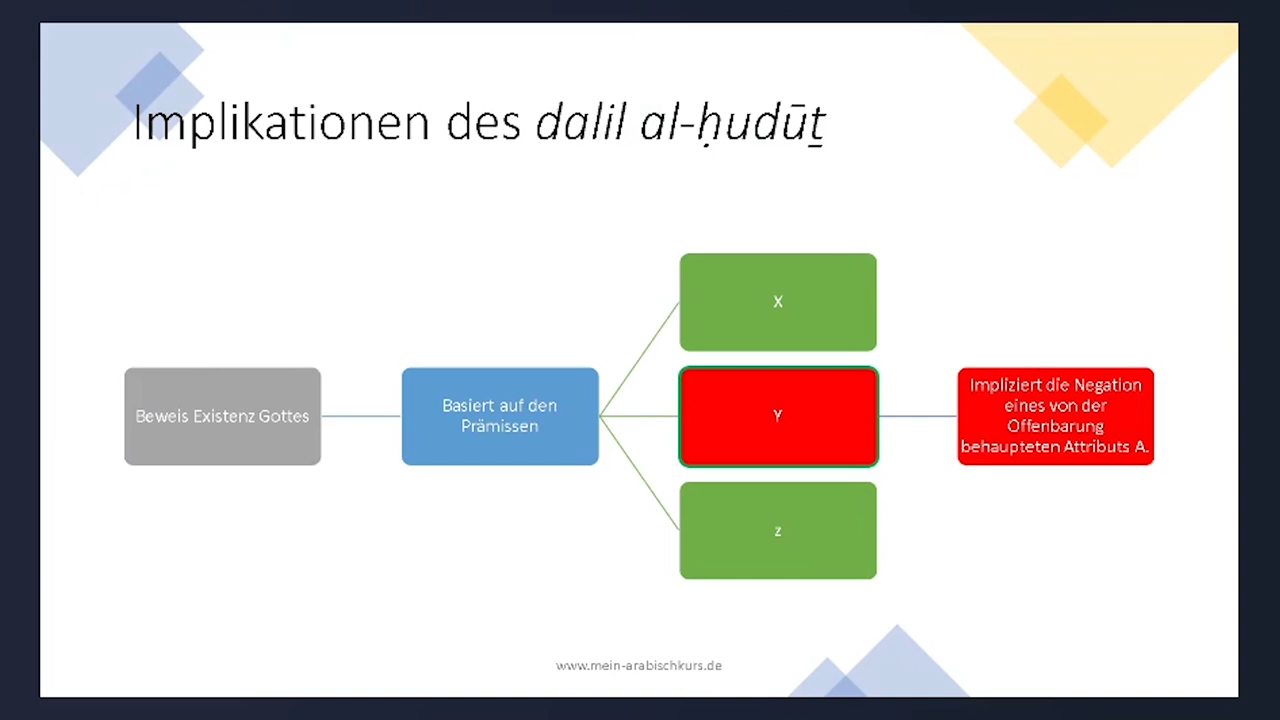 Implikationen des dalil al-ḥudūṯ
X
Beweis Existenz Gottes
Basiert auf den
Prämissen
Y
Impliziert die Negation
eines von der
Offenbarung
behaupteten Attributs A.
z
www.mein-arabischkurs.de